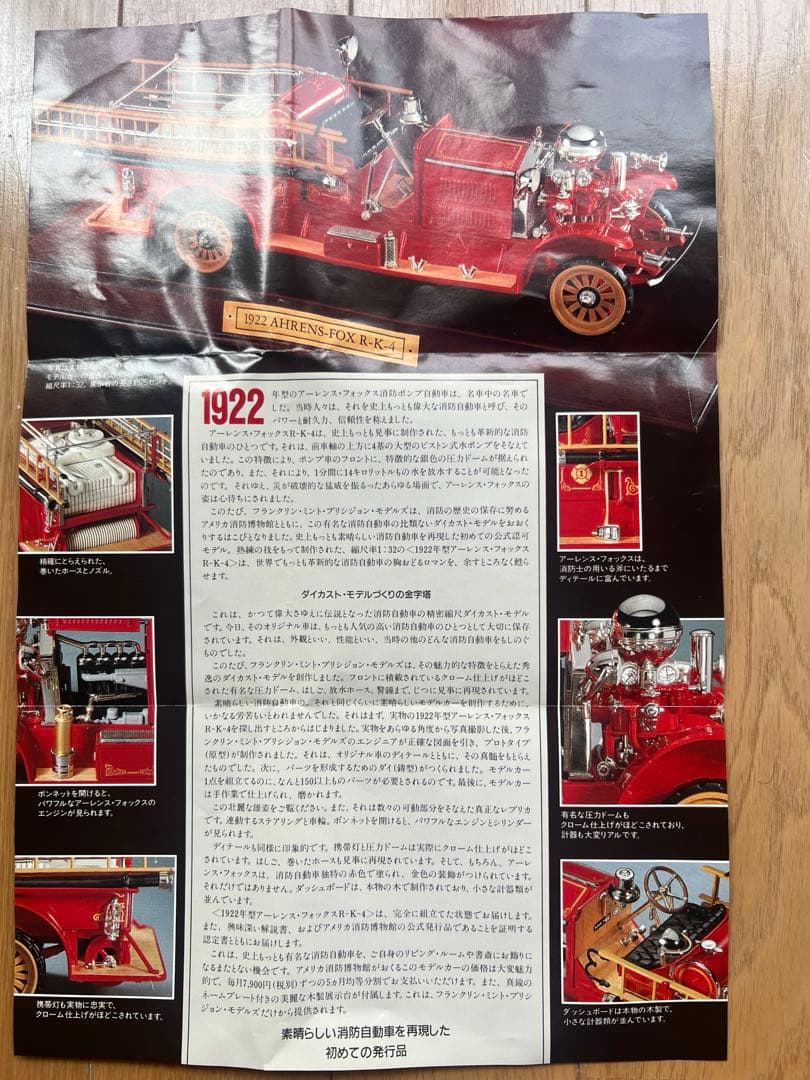 1922 AHRENS-FOX R-K-4
縮尺率1:32。展示台の長さ約25センチ。
1922年型のアーレンス・フォックス消防ポンプ自動車は、名車中の名車で
した。当時人々は、それを史上もっとも偉大な消防自動車と呼び、その
パワーと耐久力、信頼性を称えました。
アーレンス・フォックスR-K-4は、史上もっとも見事に制作された、もっとも革新的な消防
自動車のひとつです。それは、前車軸の上方に4基の大型のピストン式水ポンプをそなえて
いました。この特徴により、ポンプ車のフロントに、特徴的な銀色の圧力ドームが据えられ
たのであり、また、それにより、1分間に14キロリットルもの水を放水することが可能となった
のです。それゆえ、災が破壊的な猛威を振るったあらゆる場面で、アーレンス・フォックスの
姿は心待ちにされました。
このたび、フランクリン・ミント・プリシジョン・モデルズは、消防の歴史の保存に努める
アメリカ消防博物館とともに、この有名な消防自動車の比類ないダイカスト・モデルをおおく
りするはこびとなりました。史上もっとも素晴らしい消防自動車を再現した初めての公式認可
モデル。熟練の技をもって制作された、縮尺率1:32の〈1922年型アーレンス・フォックス
R-K-4〉は、世界でもっとも革新的な消防自動車の胸おどるロマンを、余すところなく甦ら
せます。
ダイカスト・モデルづくりの金字塔
これは、かつて偉大さゆえに伝説となった消防自動車の精密縮尺ダイカスト・モデル
です。今日、そのオリジナル車は、もっとも人気の高い消防自動車のひとつとして大切に保存
されています。それは、外観といい、性能といい、当時の他のどんな消防自動車をもしのぐ
ものでした。
このたび、フランクリン・ミント・プリシジョン・モデルズは、その魅力的な特徴をとらえた秀
逸のダイカスト・モデルを創作しました。フロントに積載されているクローム仕上げがほどこ
された有名な圧力ドーム、はしご、放水ホース、警鐘まで、じつに見事に再現されています。
素晴らしい消防自動車の。それと同じくらいに素晴らしいモデルカーを創作するために、
いかなる労苦もいとわれませんでした。それはまず、実物の1922年型アーレンス・フォックス
R-K-4を探し出すところからはじまりました。実物をあらゆる角度から写真撮影した後、フラ
ンクリン・ミント・プリシジョン・モデルズのエンジニアが正確な図面を引き、プロトタイプ
(原型)が制作されました。それは、オリジナル車のディテールとともに、その真髄をもとら
えたものでした。次に、パーツを形成するためのダイ(鋳型)がつくられました。モデルカー
1点を組立てるのに、なんと150以上ものパーツが必要とされるのです。最後に、モデルカー
は手作業で仕上げられ、磨かれます。
この壮麗な雄姿をご覧ください。また、それは数々の可動部分をそなえた真正なレプリカ
です。連動するステアリングと車輪。ボンネットを開けると、パワフルなエンジンとシリンダー
が見られます。
ディテールも同様に印象的です。携帯灯と圧力ドームは実際にクローム仕上げがほどこ
されています。はしご、巻いたホースも見事に再現されています。そして、もちろん、アーレ
ンス・フォックスは、消防自動車独特の赤色で塗られ、金色の装飾がつけられています。
それだけではありません。ダッシュボードは、本物の木で制作されており、小さな計器類が
並んでいます。
〈1922年型アーレンス・フォックスR-K-4〉は、完全に組立てた状態でお届けします。
また、興味深い解説書、およびアメリカ消防博物館の公式発行品であることを証明する
認定書とともにお届けします。
これは、史上もっとも有名な消防自動車を、ご自身のリビング・ルームや書斎にお飾りに
なるまたとない機会です。アメリカ消防博物館がおくるこのモデルカーの価格は大変魅力
的で、毎月7,900円(税別)ずつの5ヵ月均等分割でお支払いいただけます。また、真鍮の
ネームプレート付きの美麗な木製展示台が付属します。これは、フランクリン・ミント・プリシ
ジョン・モデルズだけから提供されます。
素晴らしい消防自動車を再現した
初めての発行品
精確にとらえられた、
巻いたホースとノズル。
ボンネットを開けると、
パワフルなアーレンス・フォックスの
エンジンが見られます。
携帯灯も実物に忠実で、
クローム仕上げがほどこされています。
アーレンス・フォックスは、
消防士の用いる斧にいたるまで
ディテールに富んでいます。
有名な圧力ドームも
クローム仕上げがほどこされており、
計器も大変リアルです。
ダッシュボードは本物の木製で、
小さな計器類が並んでいます。